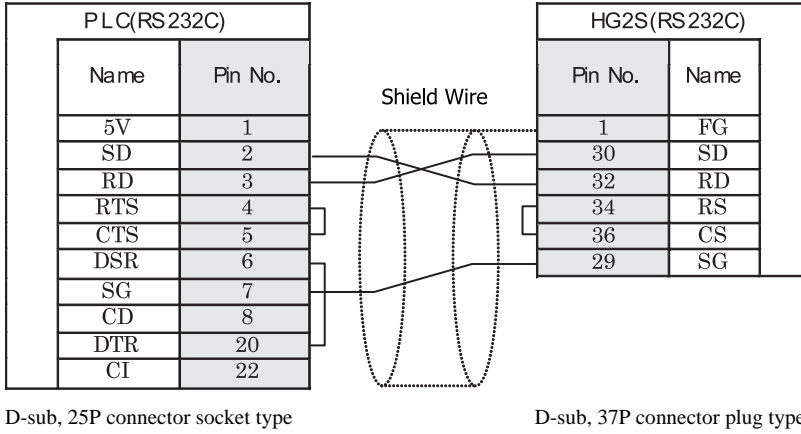 PLC(RS232C)
Name Pin No.
5V 1
SD 2
RD 3
RTS 4
CTS 5
DSR 6
SG 7
CD 8
DTR 20
CI 22
D-sub, 25P connector socket type
Shield Wire
HG2S(RS232C)
Pin No. Name
1 FG
30 SD
32 RD
34 RS
36 CS
29 SG
D-sub, 37P connector plug type